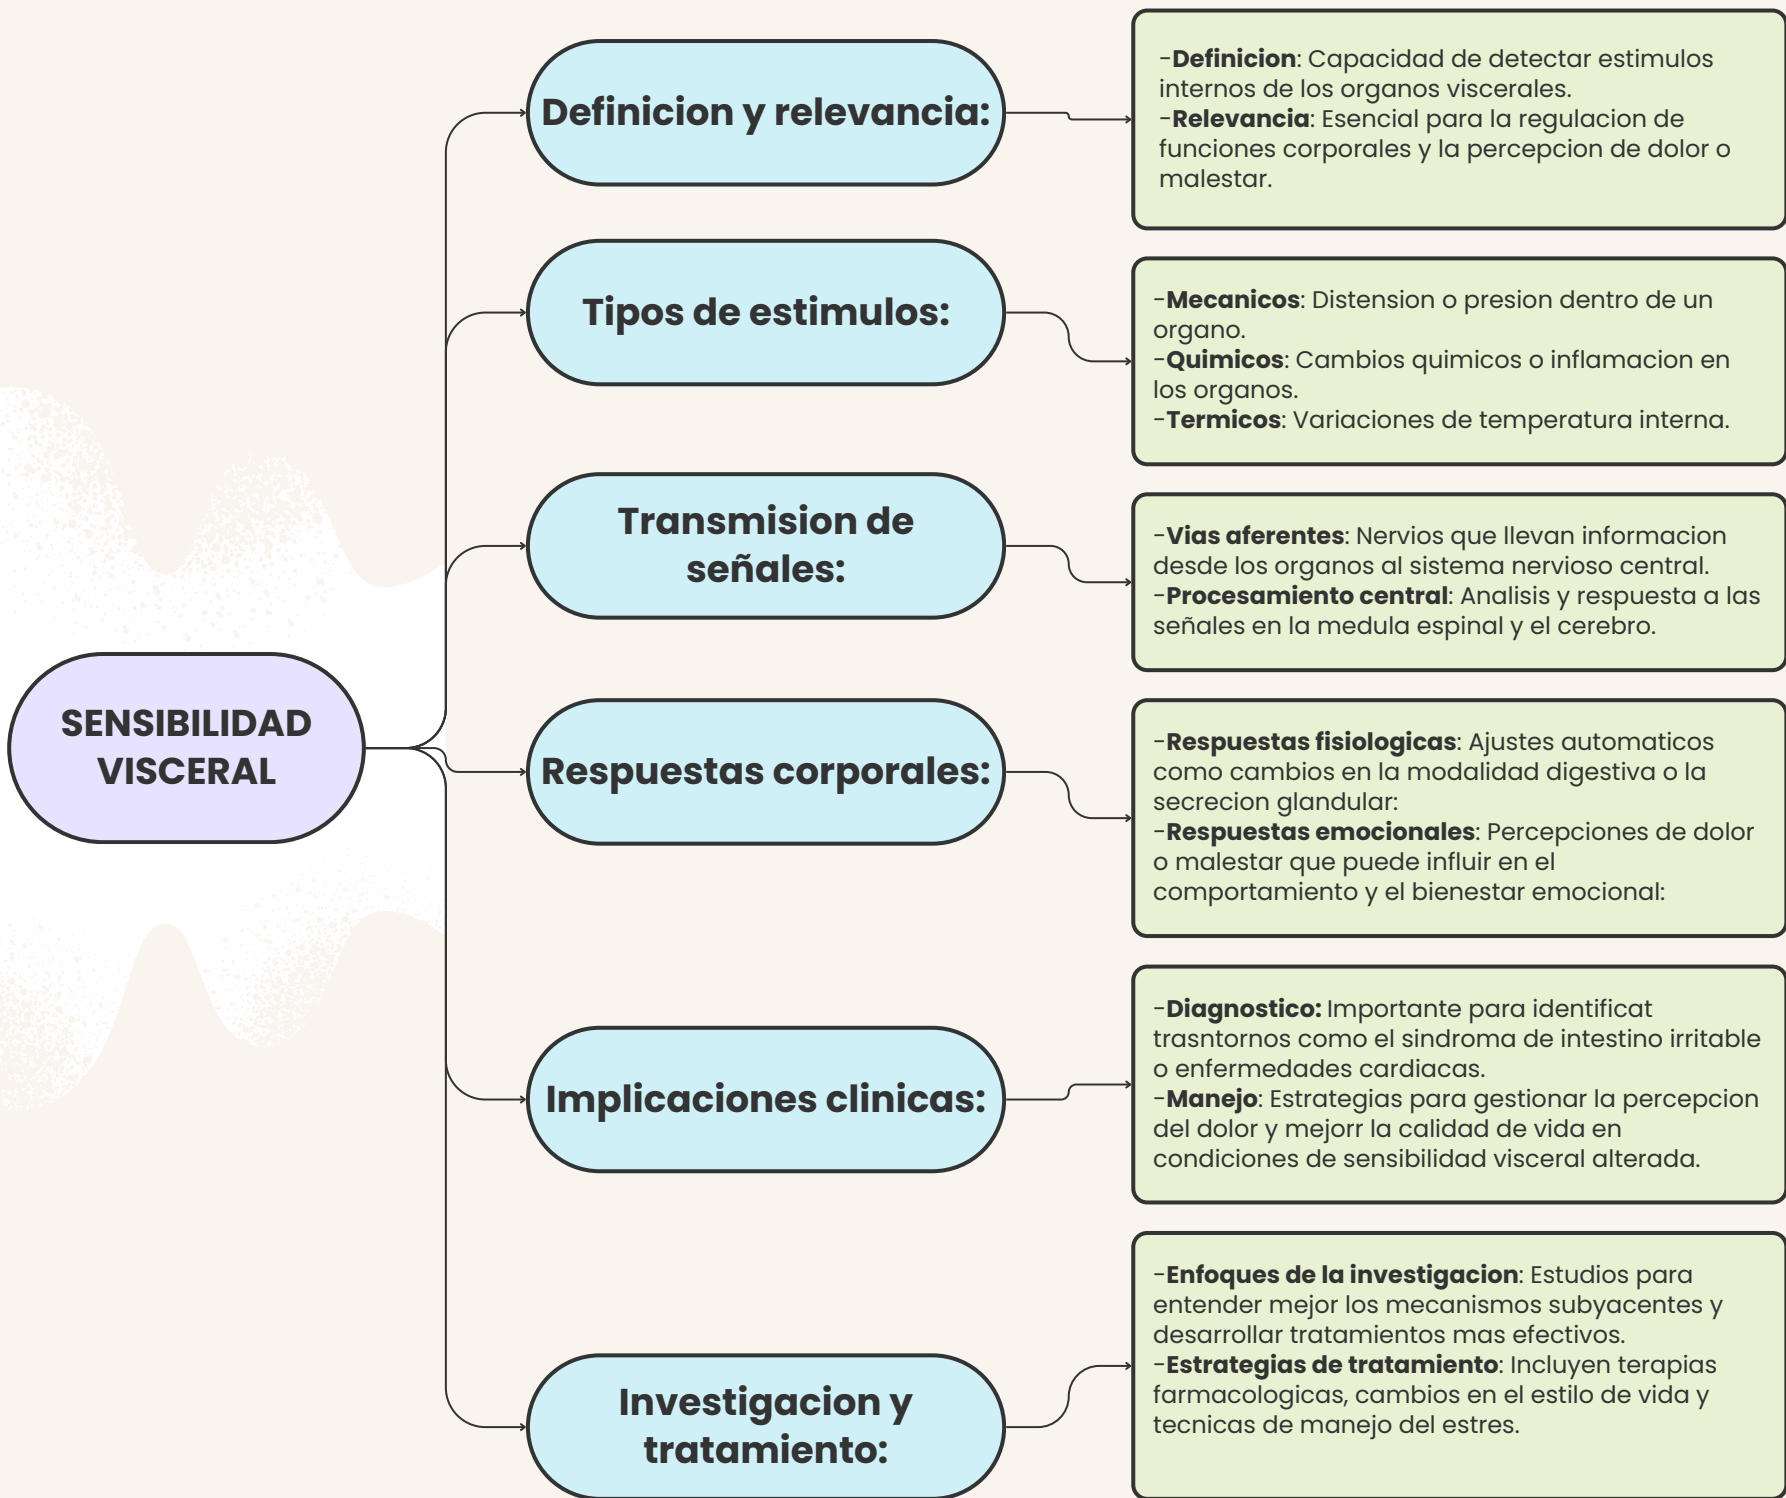 SENSIBILIDAD
VISCERAL
Definicion y relevancia:
-Definicion: Capacidad de detectar estimulos
internos de los organos viscerales.
-Relevancia: Esencial para la regulacion de
funciones corporales y la percepcion de dolor o
malestar.
Tipos de estimulos:
-Mecanicos: Distension o presion dentro de un
organo.
-Quimicos: Cambios quimicos o inflamacion en
los organos.
-Termicos: Variaciones de temperatura interna.
Transmision de
señales:
-Vias aferentes: Nervios que llevan informacion
desde los organos al sistema nervioso central.
-Procesamiento central: Analisis y respuesta a las
señales en la medula espinal y el cerebro.
Respuestas corporales:
-Respuestas fisiologicas: Ajustes automaticos
como cambios en la modalidad digestiva o la
secrecion glandular:
-Respuestas emocionales: Percepciones de dolor
o malestar que puede influir en el
comportamiento y el bienestar emocional:
Implicaciones clinicas:
-Diagnostico: Importante para identificat
trasntornos como el sindroma de intestino irritable
o enfermedades cardiacas.
-Manejo: Estrategias para gestionar la percepcion
del dolor y mejorr la calidad de vida en
condiciones de sensibilidad visceral alterada.
Investigacion y
tratamiento:
-Enfoques de la investigacion: Estudios para
entender mejor los mecanismos subyacentes y
desarrollar tratamientos mas efectivos.
-Estrategias de tratamiento: Incluyen terapias
farmacologicas, cambios en el estilo de vida y
tecnicas de manejo del estres.